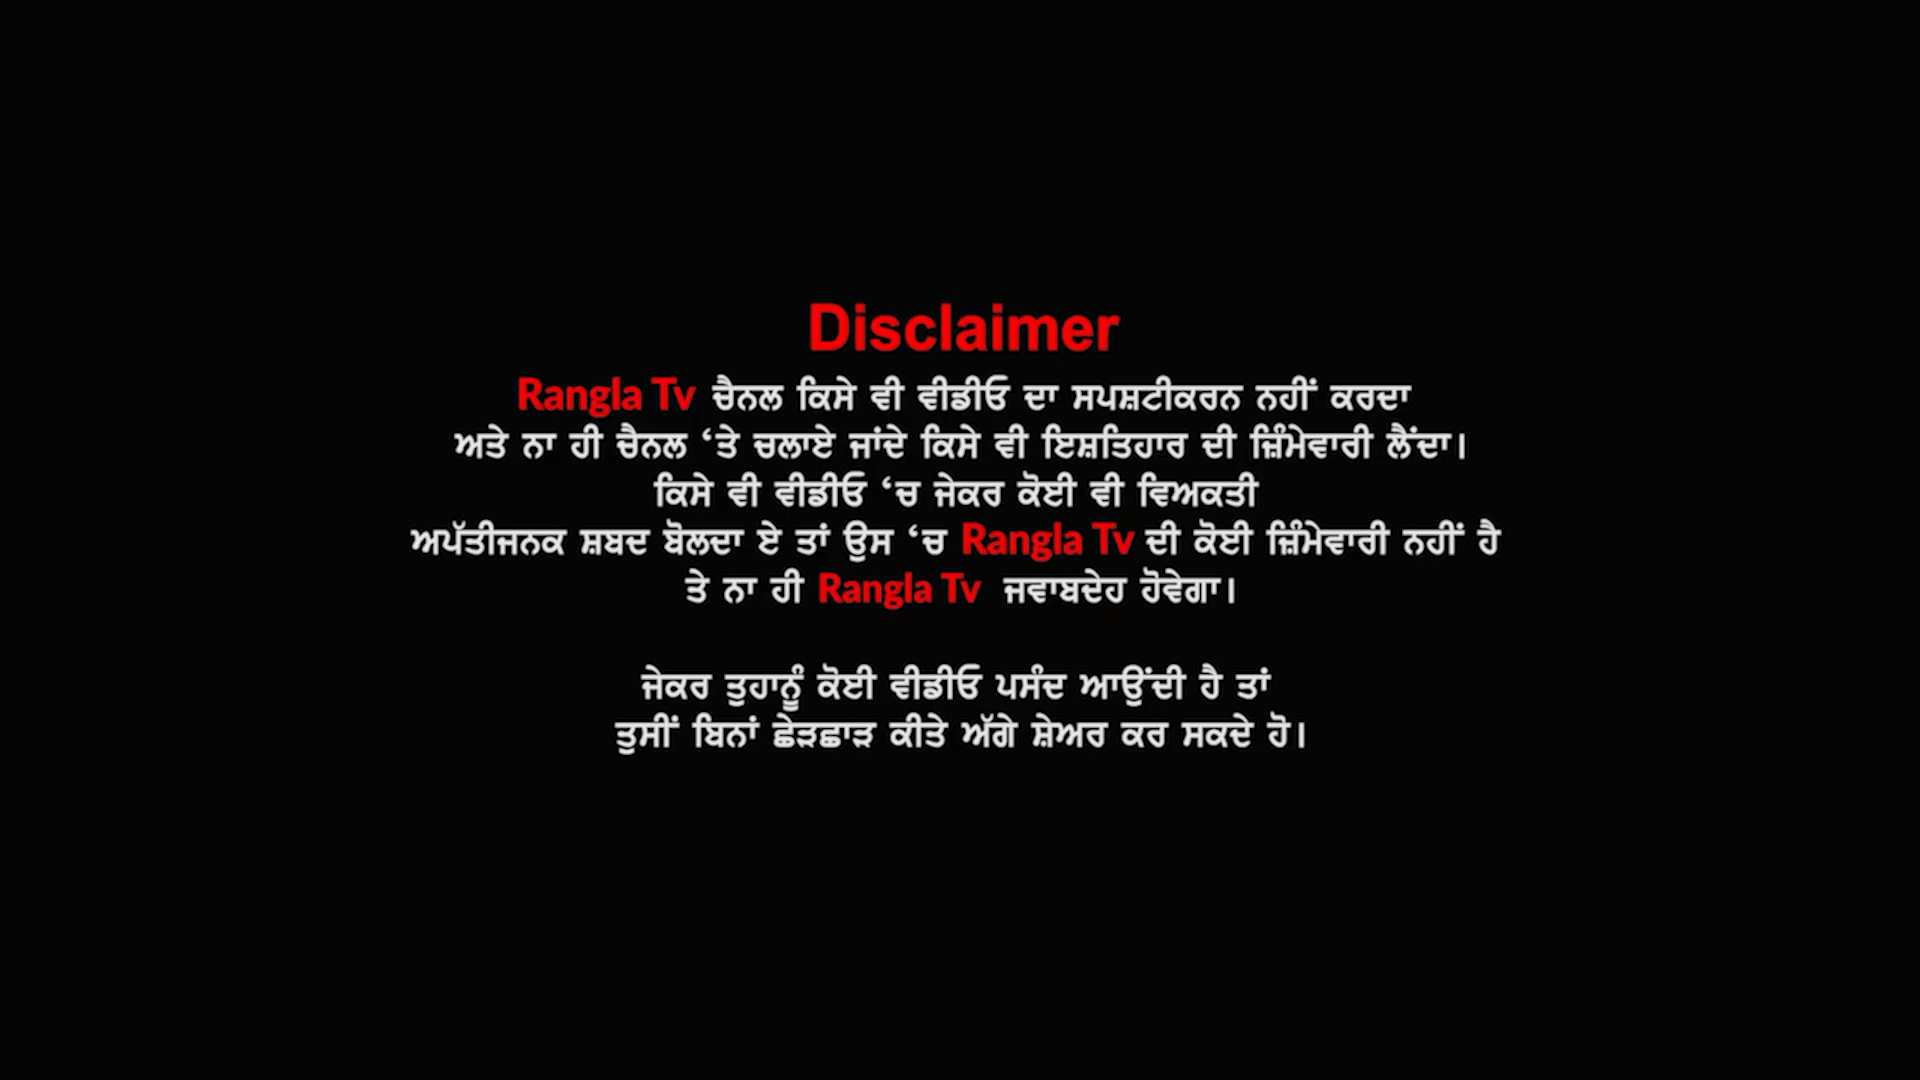 Disclaimer
Rangla Tv ਚੈਨਲ ਕਿਸੇ ਵੀ ਵੀਡੀਓ ਦਾ ਸਪਸ਼ਟੀਕਰਨ ਨਹੀਂ ਕਰਦਾ
ਅਤੇ ਨਾ ਹੀ ਚੈਨਲ ‘ਤੇ ਚਲਾਏ ਜਾਂਦੇ ਕਿਸੇ ਵੀ ਇਸ਼ਤਿਹਾਰ ਦੀ ਜ਼ਿੰਮੇਵਾਰੀ ਲੈਂਦਾ।
ਕਿਸੇ ਵੀ ਵੀਡੀਓ ‘ਚ ਜੇਕਰ ਕੋਈ ਵੀ ਵਿਅਕਤੀ
ਅਪੱਤੀਜਨਕ ਸ਼ਬਦ ਬੋਲਦਾ ਏ ਤਾਂ ਉਸ ‘ਚ Rangla Tv ਦੀ ਕੋਈ ਜ਼ਿੰਮੇਵਾਰੀ ਨਹੀਂ ਹੈ
ਤੇ ਨਾ ਹੀ Rangla Tv ਜਵਾਬਦੇਹ ਹੋਵੇਗਾ।
ਜੇਕਰ ਤੁਹਾਨੂੰ ਕੋਈ ਵੀਡੀਓ ਪਸੰਦ ਆਉਂਦੀ ਹੈ ਤਾਂ
ਤੁਸੀਂ ਬਿਨਾਂ ਛੇੜਛਾੜ ਕੀਤੇ ਅੱਗੇ ਸ਼ੇਅਰ ਕਰ ਸਕਦੇ ਹੋ।